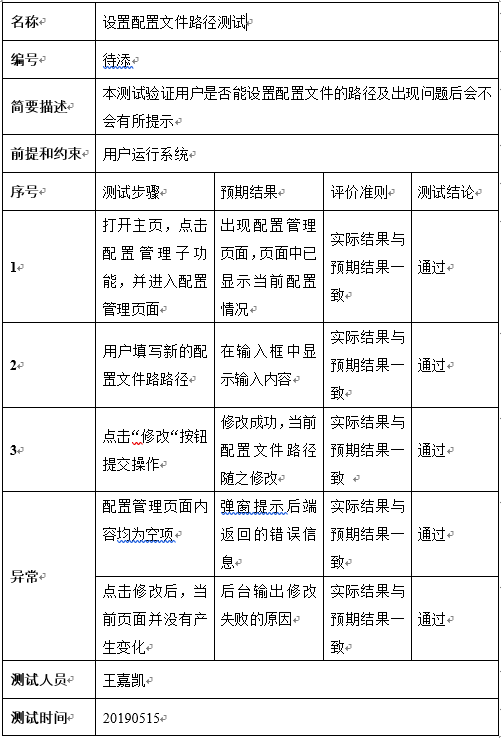 名称 设置配置文件路径测试
编号 待添
简要描述 本测试验证用户是否能设置配置文件的路径及出现问题后会不
会有所提示
前提和约束 用户运行系统
序号 测试步骤 预期结果 评价准则 测试结论
1
打开主页，点击
配置管理子功
能，并进入配置
管理页面
出现配置管理
页面，页面中已
显示当前配置
情况
实际结果与
预期结果一
致
通过
2
用户填写新的配
置文件路路径
在输入框中显
示输入内容
实际结果与
预期结果一
致
通过
3
点击“修改“按钮
提交操作
修改成功，当前
配置文件路径
随之修改
实际结果与
预期结果一
致
通过
异常
配置管理页面内
容均为空项
弹窗提示后端
返回的错误信
息
实际结果与
预期结果一
致
通过
点击修改后，当
前页面并没有产
生变化
后台输出修改
失败的原因
实际结果与
预期结果一
致
通过
测试人员 王嘉凯
测试时间 20190515